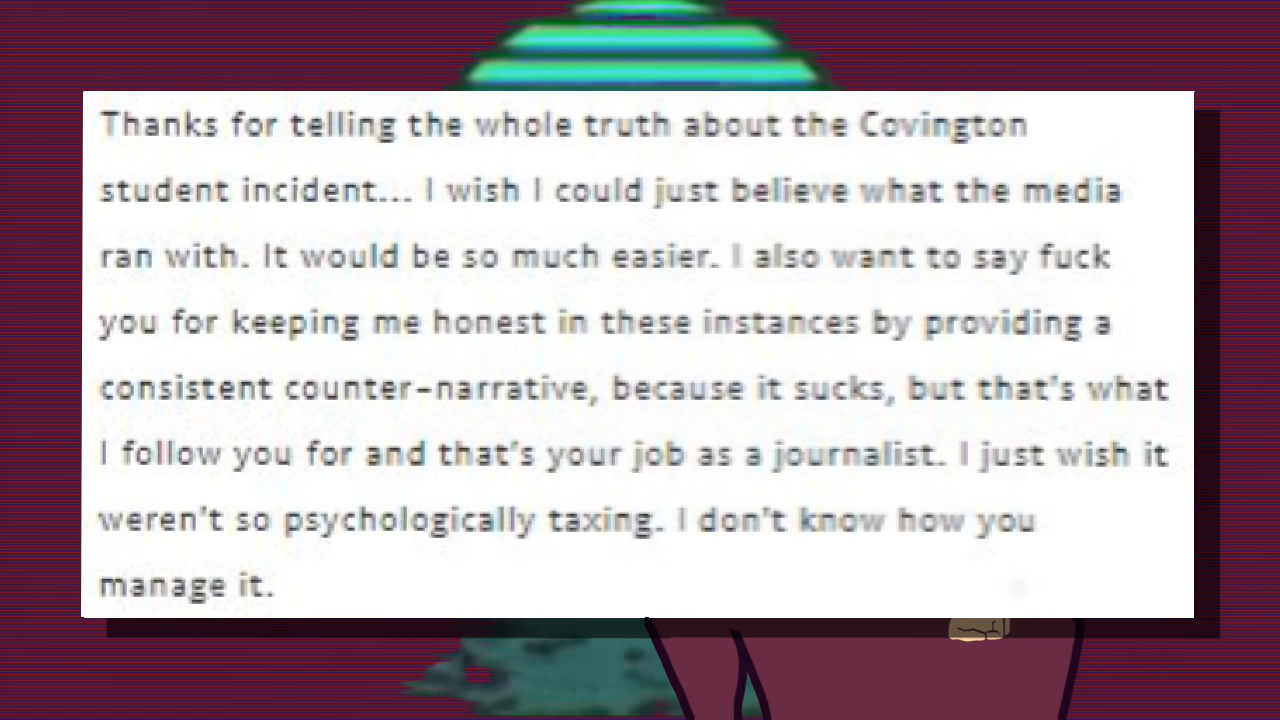 Thanks for telling the whole truth about the Covington
student incident... I wish I could just believe what the media
ran with. It would be so much easier. I also want to say fuck
you for keeping me honest in these instances by providing a
consistent counter-narrative, because it sucks, but that's what
I follow you for and that's your job as a journalist. I just wish it
weren't so psychologically taxing. I don't know how you
manage it.